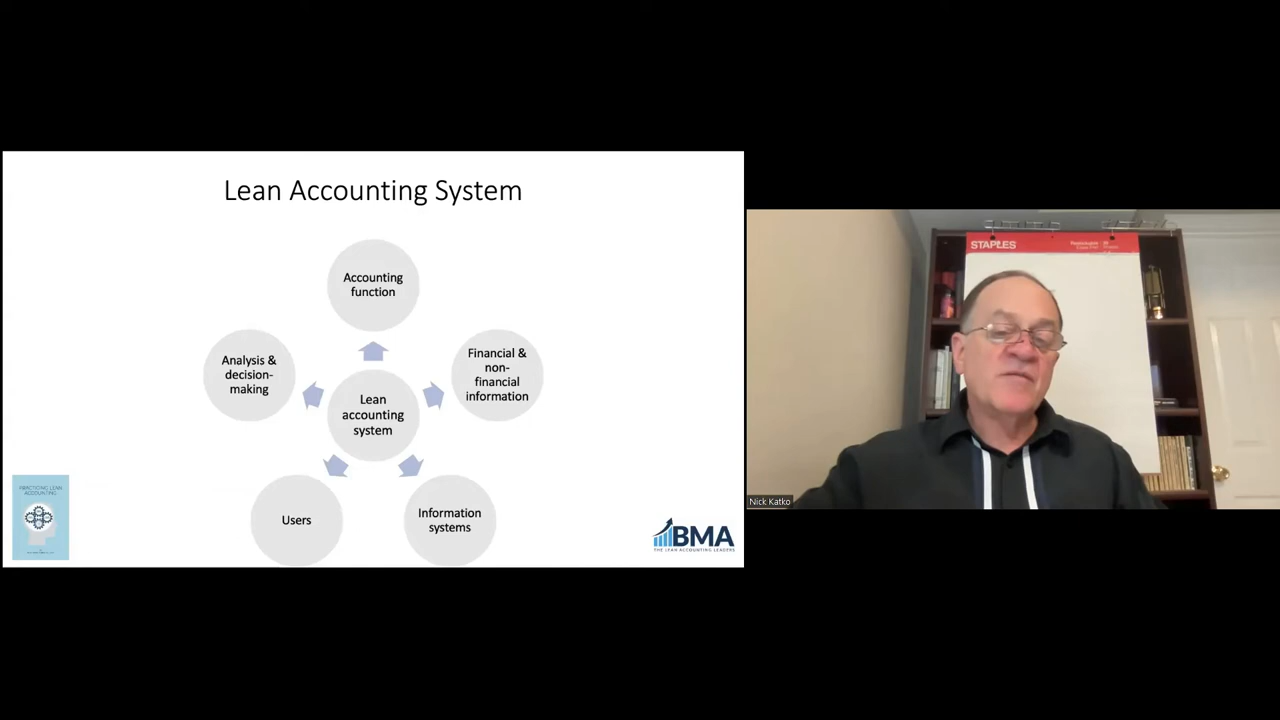 Lean Accounting System
Accounting
function
Analysis &
decision-
making
Financial &
non-
financial
information
Lean
accounting
system
Users
Information
systems
PRACTICING LEAN
ACCOUNTING
BMA
THE LEAN ACCOUNTING LEADERS
STAPLES
Nick Katko